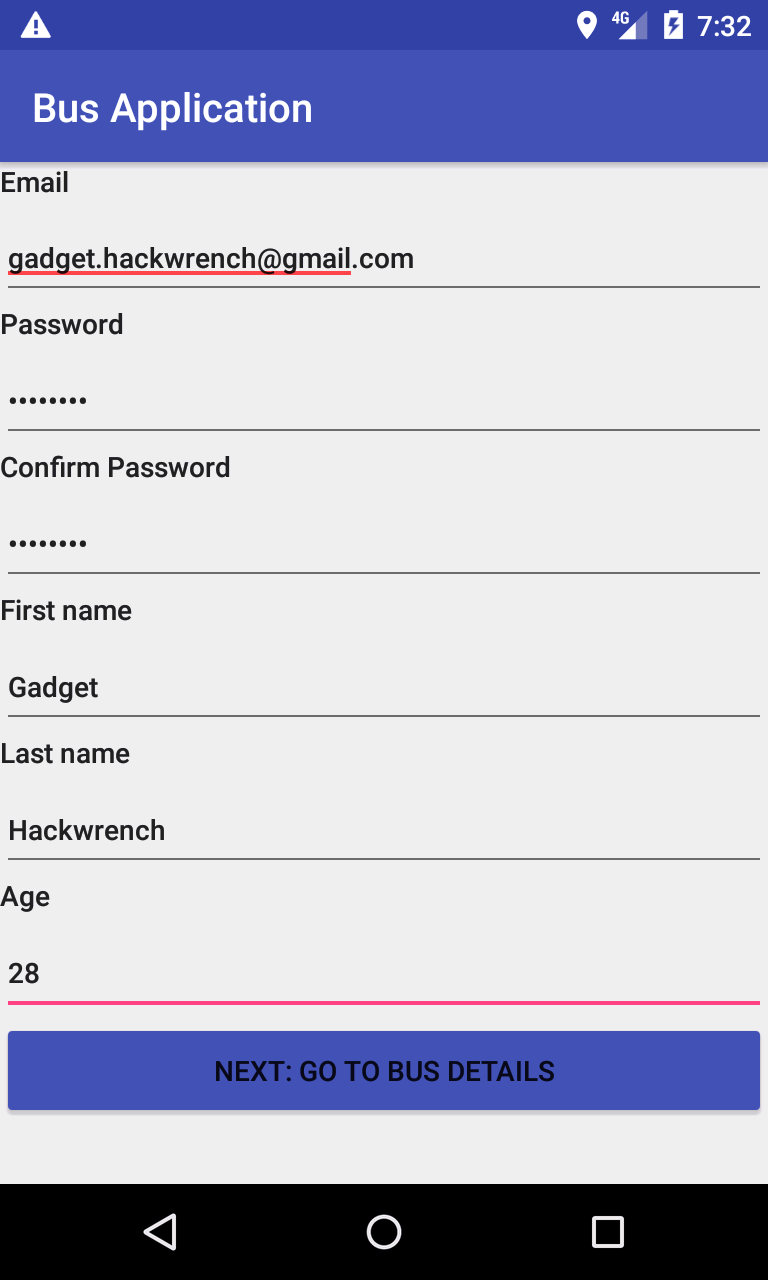 4G 7:32
Bus Application
Email
gadget.hackwrench@gmail.com
Password
••••••••
Confirm Password
••••••••
First name
Gadget
Last name
Hackwrench
Age
28
NEXT: GO TO BUS DETAILS